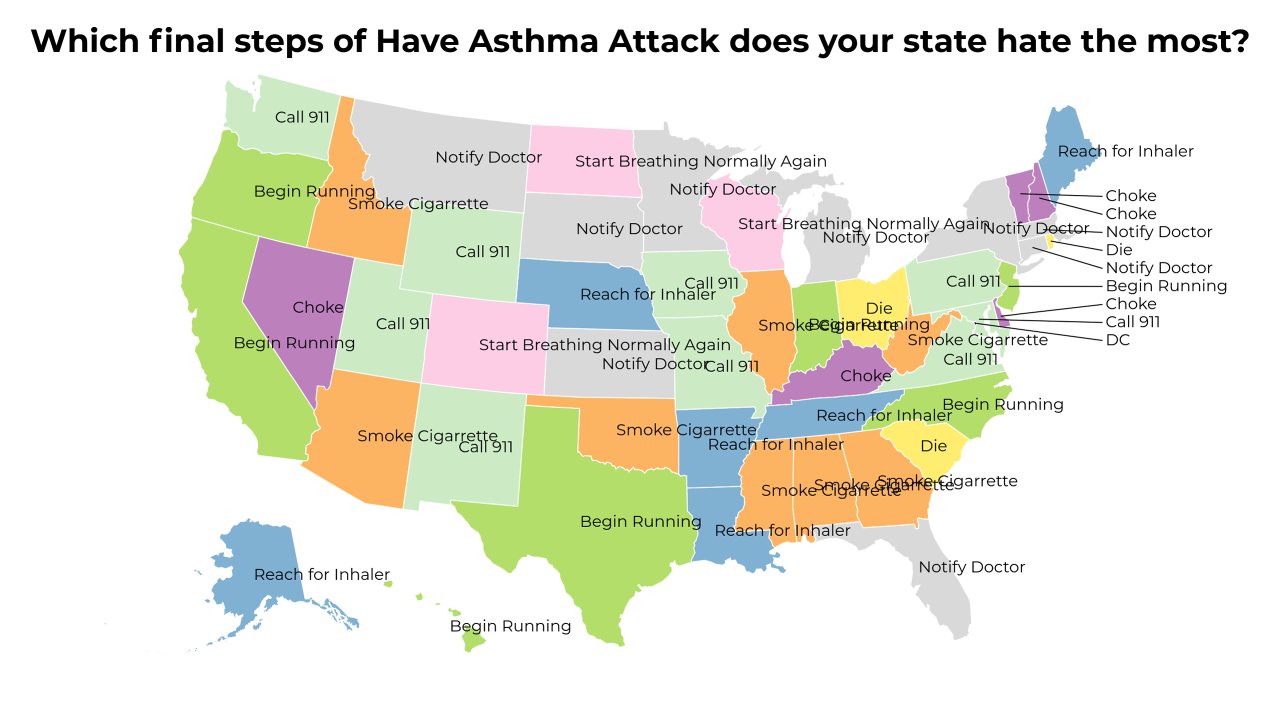 Which final steps of Have Asthma Attack does your state hate the most?
Call 911
Notify Doctor
Start Breathing Normally Again
Reach for Inhaler
Begin Running
Smoke Cigarrette
Notify Doctor
Choke
Choke
Start Breathing Normally Again
Notify Doctor
Notify Doctor
Notify Doctor
Notify Doctor
Die
Call 911
Notify Doctor
Call 911
Call 911
Begin Running
Reach for Inhaler
Choke
Choke
Die
Call 911
Smoke Cigarrette
Begin Running
Call 911
Begin Running
Start Breathing Normally Again
Smoke Cigarrette
DC
Notify Doctor
Call 911
Call 911
Choke
Begin Running
Reach for Inhaler
Smoke Cigarrette
Call 911
Smoke Cigarrette
Reach for Inhaler
Die
Smoke Cigarrette
Smoke Cigarrette
Smoke Cigarrette
Begin Running
Reach for Inhaler
Notify Doctor
Reach for Inhaler
Begin Running